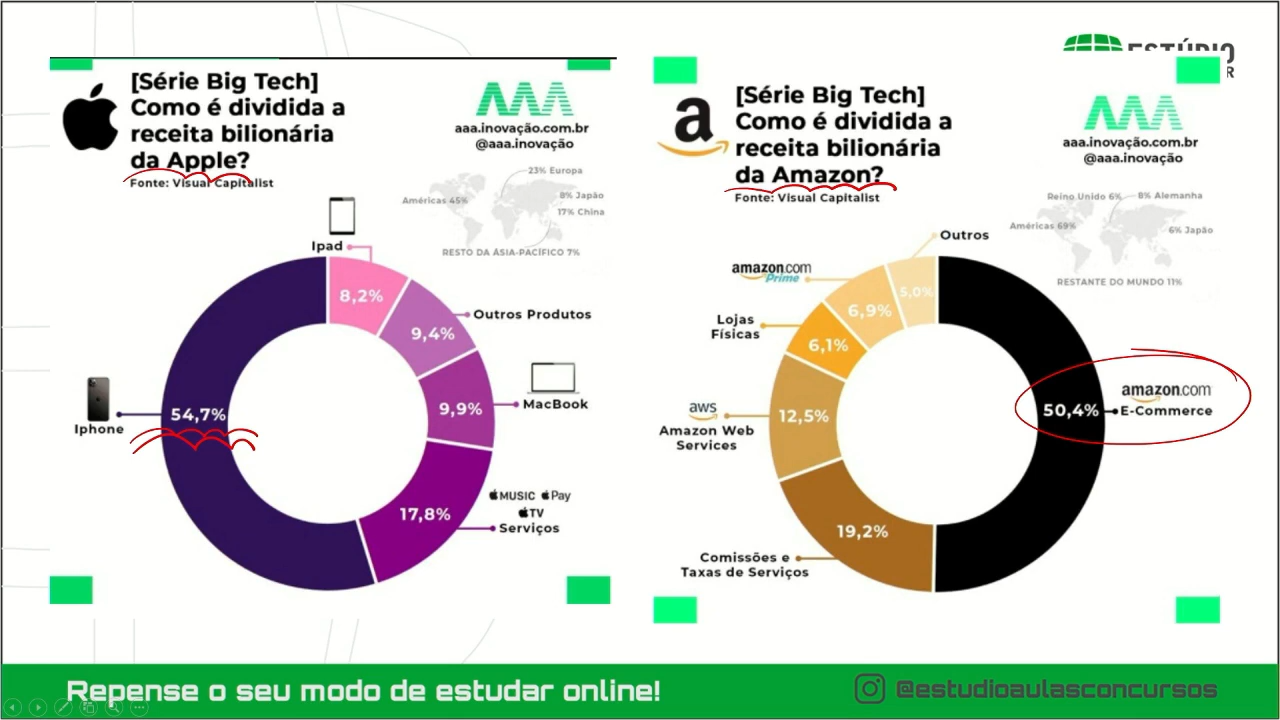 ESTÚDIO
R
[Série Big Tech]
Como é dividida a
receita bilionária
da Apple?
Fonte: Visual Capitalist
aaa.inovação.com.br
@aaa.inovação
23% Europa
Américas 45%
8% Japão
17% China
RESTO DA ÁSIA-PACÍFICO 7%
Ipad
8,2%
Outros Produtos
9,4%
9,9%
MacBook
54,7%
Iphone
MUSIC Pay
TV
Serviços
17,8%
a
[Série Big Tech]
Como é dividida a
receita bilionária
da Amazon?
Fonte: Visual Capitalist
aaa.inovação.com.br
@aaa.inovação
Reino Unido 6%
8% Alemanha
Américas 69%
6% Japão
RESTANTE DO MUNDO 11%
Outros
5,0%
amazon.com
Prime
6,9%
Lojas
Físicas
6,1%
aws
Amazon Web
Services
12,5%
50,4%
amazon.com
E-Commerce
19,2%
Comissões e
Taxas de Serviços
Repense o seu modo de estudar online!
@estudioaulasconcursos